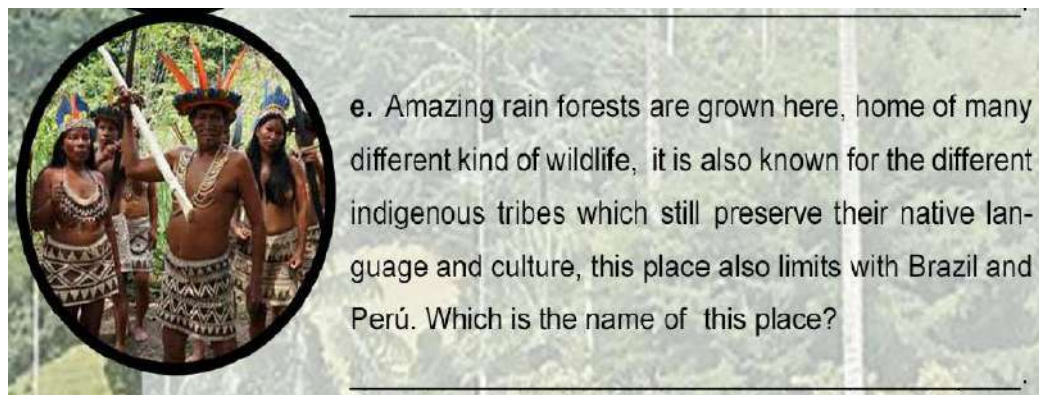 e. Amazing rain forests are grown here, home of many
different kind of wildlife, it is also known for the different
indigenous tribes which still preserve their native lan-
guage and culture, this place also limits with Brazil and
Perú. Which is the name of this place?